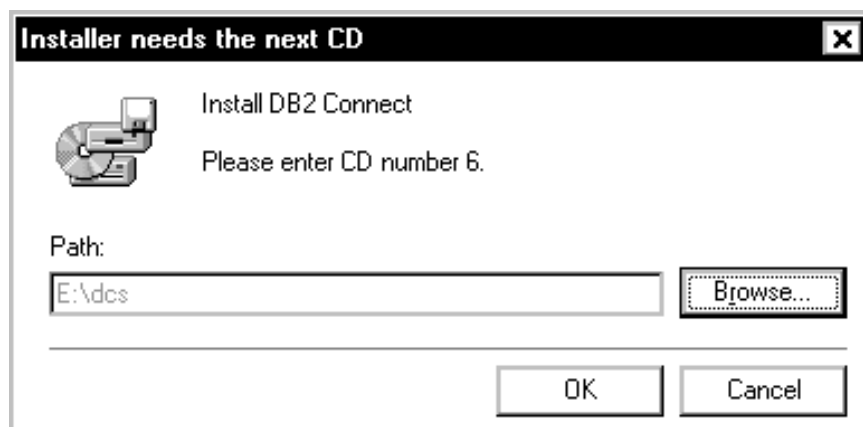 Installer needs the next CD
Install DB2 Connect
Please enter CD number 6.
Path:
E:\dcs
Browse...
OK
Cancel